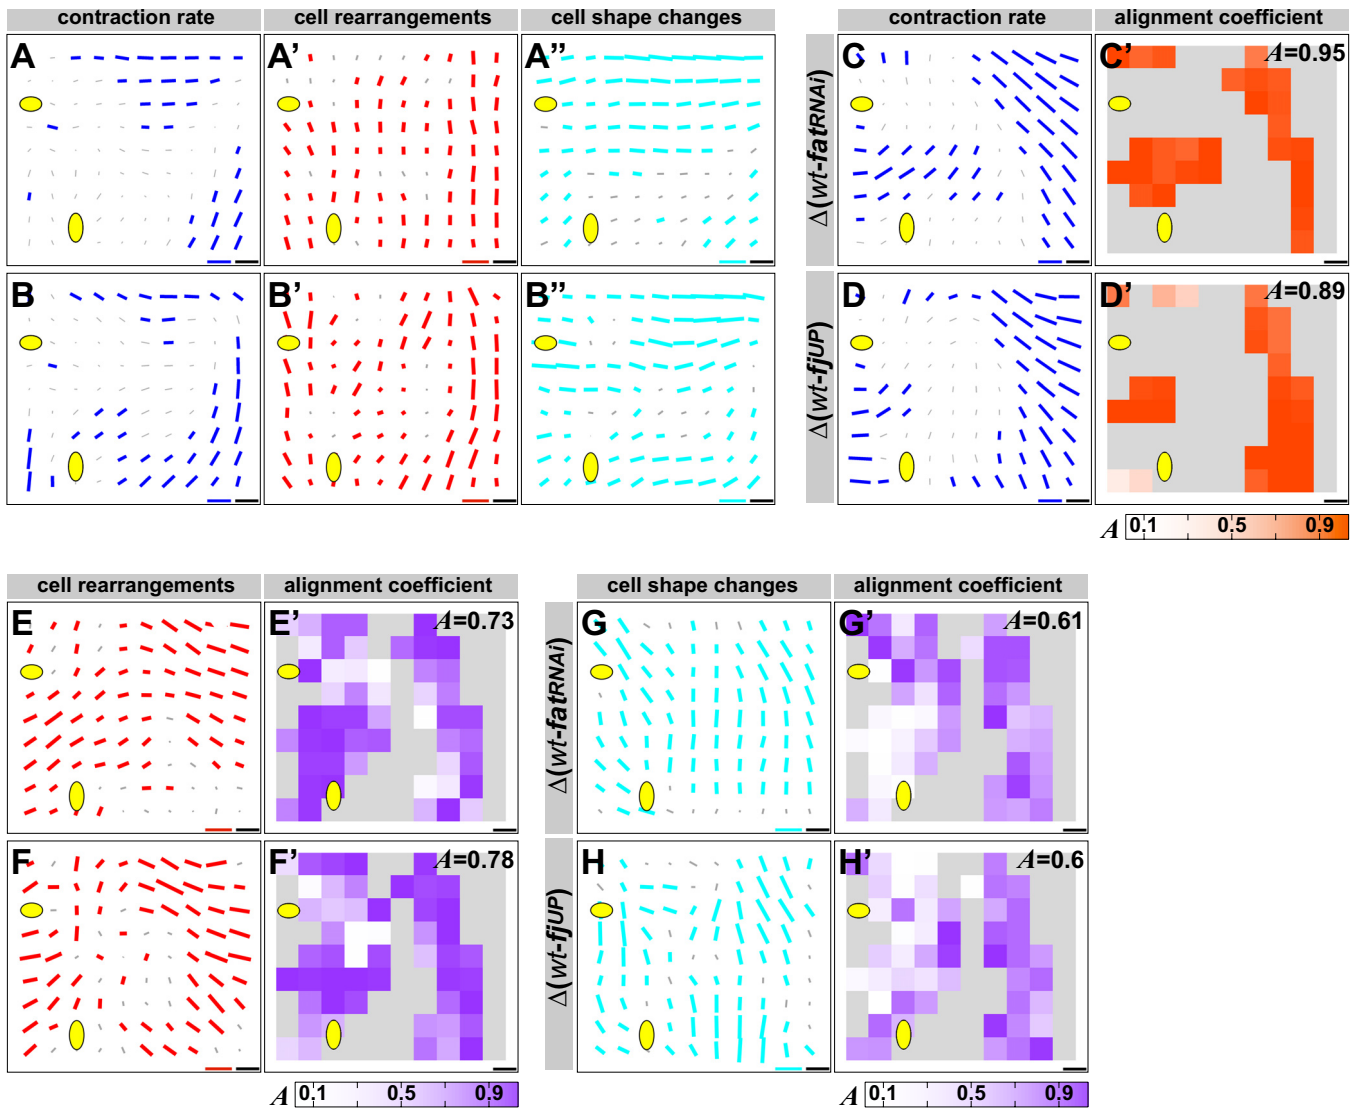 contraction rate cell rearrangements cell shape changes contraction rate alignment coefficient
A A' A'' C C' A=0.95
Δ(wt-fatRNAi)
B B' B'' D D' A=0.89
Δ(wt-fjUP)
A 0.1 0.5 0.9
cell rearrangements alignment coefficient cell shape changes alignment coefficient
E E' A=0.73 G G' A=0.61
Δ(wt-fatRNAi)
F F' A=0.78 H H' A=0.6
Δ(wt-fjUP)
A 0.1 0.5 0.9 A 0.1 0.5 0.9